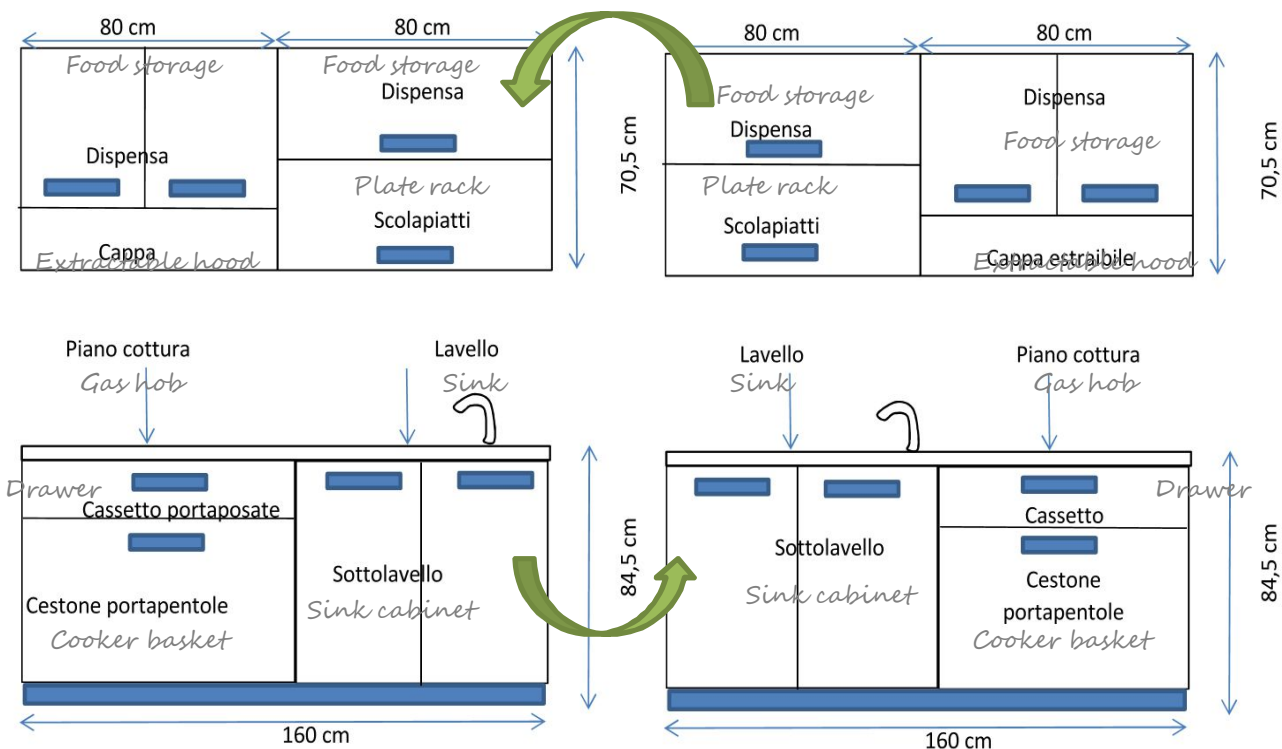 80 cm
80 cm
Food storage
Food storage
Dispensa
Dispensa
Plate rack
Scolapiatti
Cappa
Extractable hood
70,5 cm
80 cm
80 cm
Food storage
Dispensa
Dispensa
Food storage
Plate rack
Scolapiatti
Cappa estraibile
Extractable hood
70,5 cm
Piano cottura
Gas hob
Lavello
Sink
Drawer
Cassetto portaposate
Cestone portapentole
Cooker basket
Sottolavello
Sink cabinet
84,5 cm
160 cm
Lavello
Sink
Piano cottura
Gas hob
Drawer
Cassetto
Sottolavello
Sink cabinet
Cestone
portapentole
Cooker basket
84,5 cm
160 cm